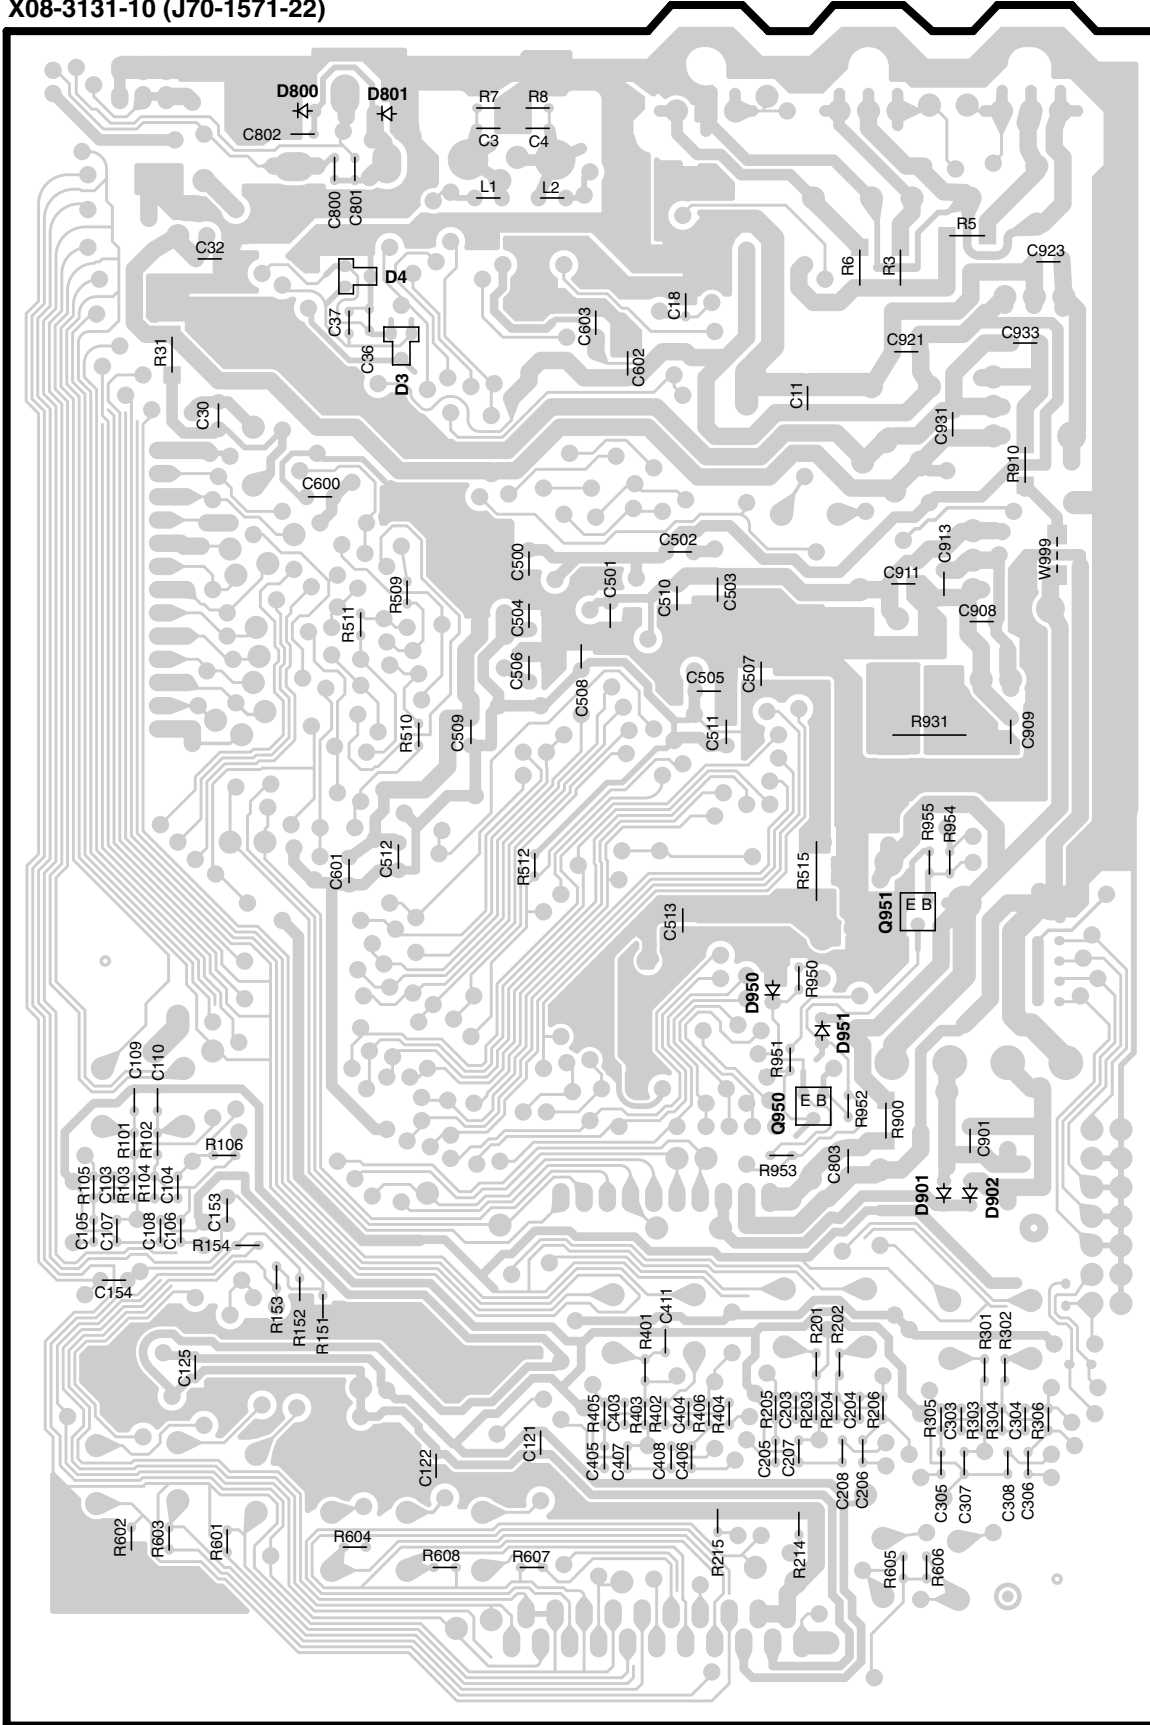 X08-3131-10 (J70-1571-22)
D800 D801 R7 R8
C802 C3 C4
C800 C801 L1 L2
C32 R5 C923
D4 R6 R3
C37 C36 C603 C18 C921 C933
R31 D3 C602
C30 C11 C931
R910
C600
C500 C502 C913 W999
R509 C501 C510 C503 C911
R511 C504 C908
C506 C508 C505 C507
R510 C509 C511 R931 C909
R955 R954
C601 C512 R512 R515
Q951 E B
C513
D950 R950
D951
C109 C110 R951
Q950 E B R952 R900
R101 R102 R106 C901
R953 C803
R105 C103 R103 R104 C104 D901 D902
C105 C107 C108 C106 C153
R154
C154 R153 R152 R151
R401 C411 R201 R202 R301 R302
C125
R405 C403 R403 R402 C404 R406 R404 R205 C203 R203 R204 C204 R206 R305 C303 R303 R304 C304 R306
C122 C121 C405 C407 C408 C406 C205 C207 C208 C206
C305 C307 C308 C306
R602 R603 R601 R604 R215 R214
R608 R607 R605 R606